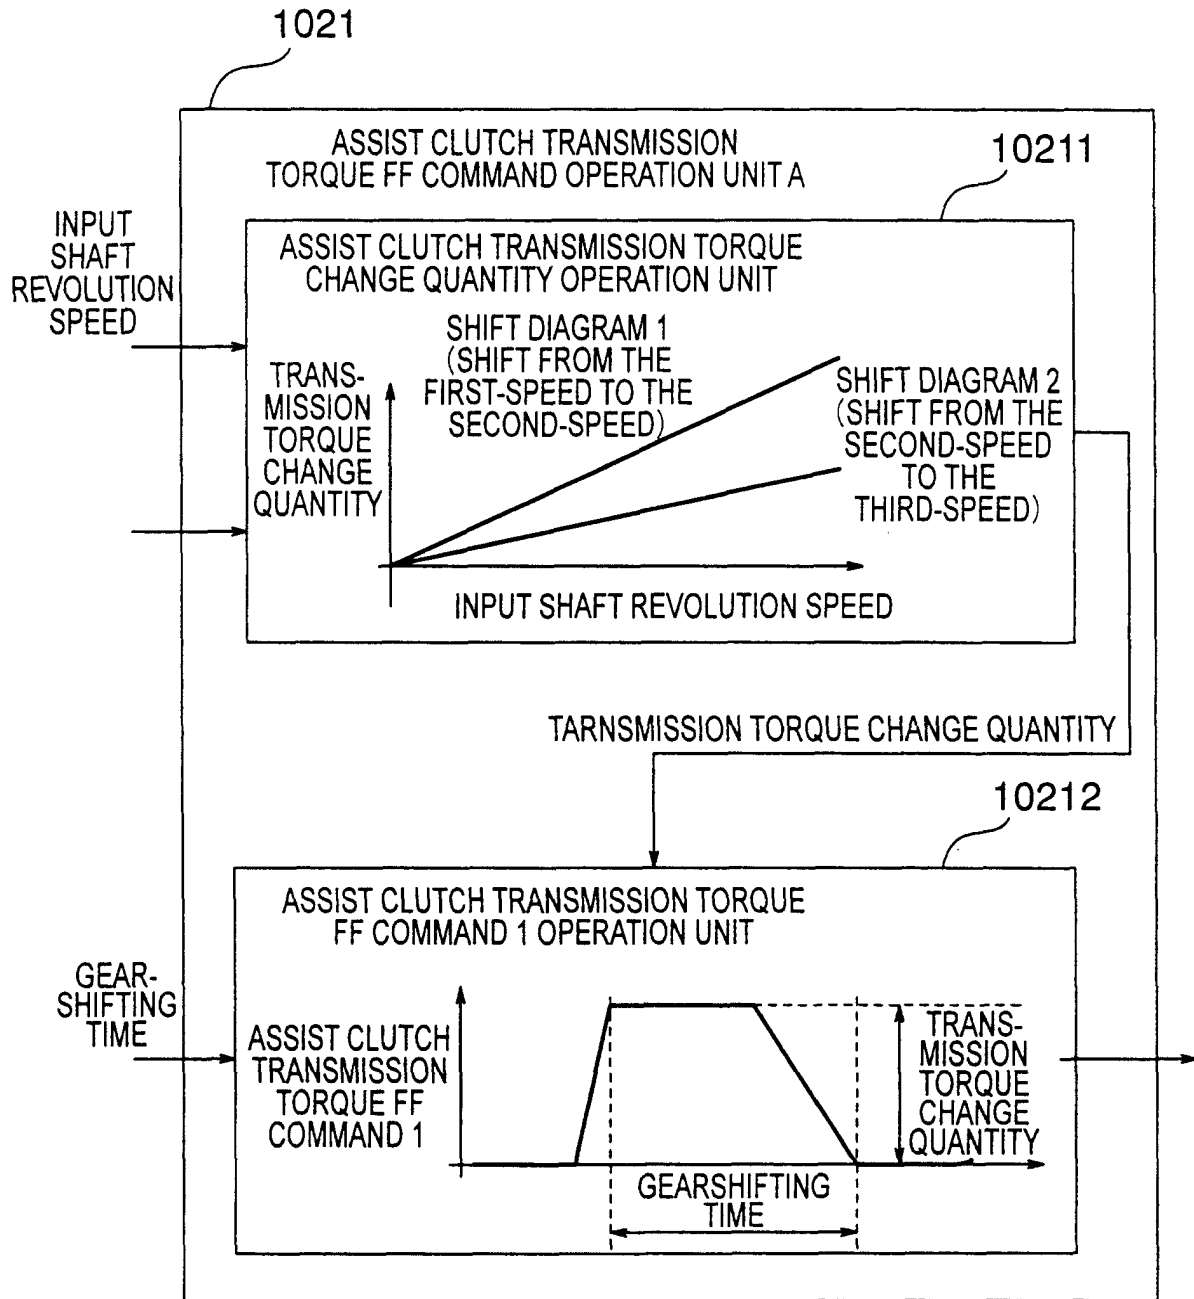 1021
ASSIST CLUTCH TRANSMISSION
TORQUE FF COMMAND OPERATION UNIT A
10211
INPUT
SHAFT
REVOLUTION
SPEED
ASSIST CLUTCH TRANSMISSION TORQUE
CHANGE QUANTITY OPERATION UNIT
SHIFT DIAGRAM 1
(SHIFT FROM THE
FIRST-SPEED TO THE
SECOND-SPEED)
TRANS-
MISSION
TORQUE
CHANGE
QUANTITY
SHIFT DIAGRAM 2
(SHIFT FROM THE
SECOND-SPEED
TO THE
THIRD-SPEED)
INPUT SHAFT REVOLUTION SPEED
TARNSMISSION TORQUE CHANGE QUANTITY
10212
ASSIST CLUTCH TRANSMISSION TORQUE
FF COMMAND 1 OPERATION UNIT
GEAR-
SHIFTING
TIME
ASSIST CLUTCH
TRANSMISSION
TORQUE FF
COMMAND 1
TRANS-
MISSION
TORQUE
CHANGE
QUANTITY
GEARSHIFTING
TIME